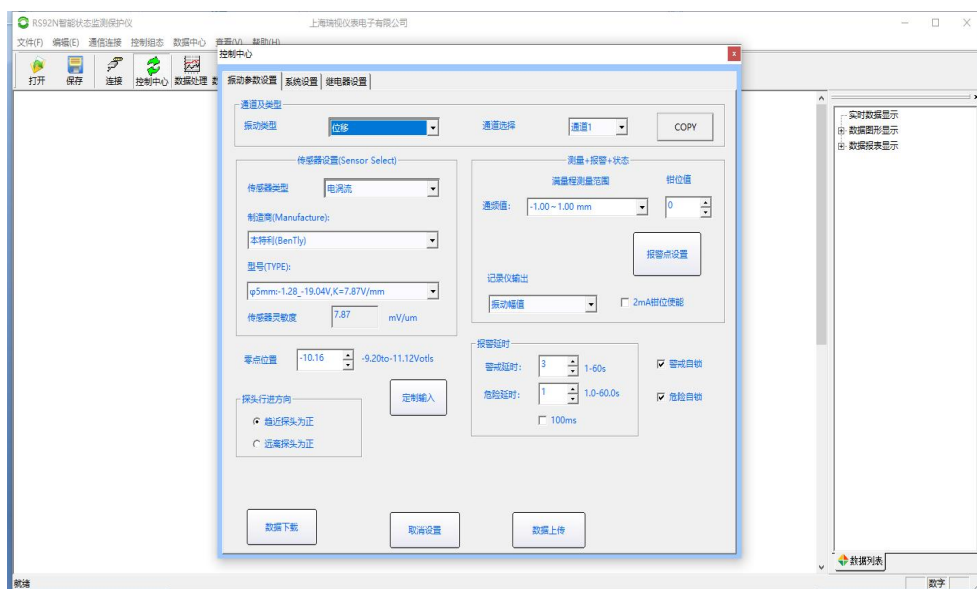 RS92N智能状态监测保护仪 上海瑞视仪表电子有限公司
文件(F) 编辑(E) 通信连接 控制组态 数据中心 查看(V) 帮助(H)
打开 保存 连接 控制中心 数据处理 数
控制中心
振动参数设置 系统设置 继电器设置
通道及类型
振动类型 位移 通道选择 通道1 COPY
传感器设置(Sensor Select)
传感器类型 电涡流
制造商(Manufacture):
本特利(BenTly)
型号(TYPE):
φ5mm:-1.28_-19.04V,K=7.87V/mm
传感器灵敏度 7.87 mV/um
测量+报警+状态
满量程测量范围 钳位值
通频值: -1.00~1.00 mm 0
报警点设置
记录仪输出
振动幅值 2mA钳位使能
零点位置 -10.16 -9.20to-11.12Votls
定制输入
探头行进方向
趋近探头为正
远离探头为正
报警延时
警戒延时: 3 1-60s 警戒自锁
危险延时: 1 1.0-60.0s 危险自锁
100ms
数据下载 取消设置 数据上传
实时数据显示
数据图形显示
数据报表显示
数据列表
就绪 数字